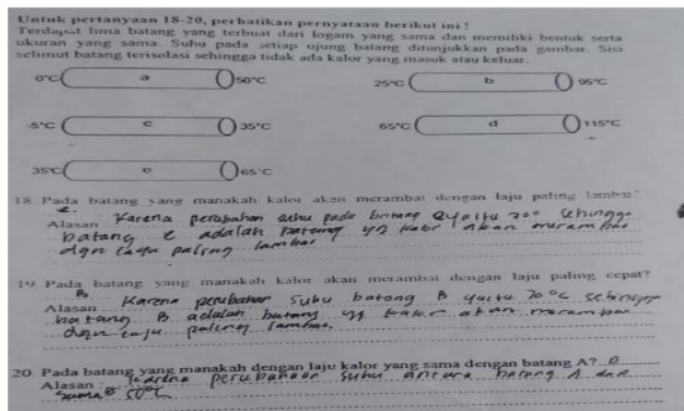 Untuk pertanyaan 18-20, perhatikan pernyataan berikut ini !
Terdapat lima batang yang terbuat dari logam yang sama dan memiliki bentuk serta
ukuran yang sama. Suhu pada setiap ujung batang ditunjukkan pada gambar. Sisi
selimut batang terisolasi sehingga tidak ada kalor yang masuk atau keluar.
0°C a 50°C 25°C b 95°C
-5°C c 35°C 65°C d 115°C
35°C e 65°C
18. Pada batang yang manakah kalor akan merambat dengan laju paling lambat?
e.
Alasan Karena perubahan suhu pada batang e yaitu sehingga
batang e adalah batang yg kalor akan merambat
dgn laju paling lambat
19. Pada batang yang manakah kalor akan merambat dengan laju paling cepat?
B
Alasan Karena perubahan suhu batang B yaitu 70°C sehingga
batang B adalah batang yg kalor akan merambat
dgn laju paling lambat
20. Pada batang yang manakah dengan laju kalor yang sama dengan batang A? D
Alasan Karena perubahan suhu antara batang A dan
sama 50°C